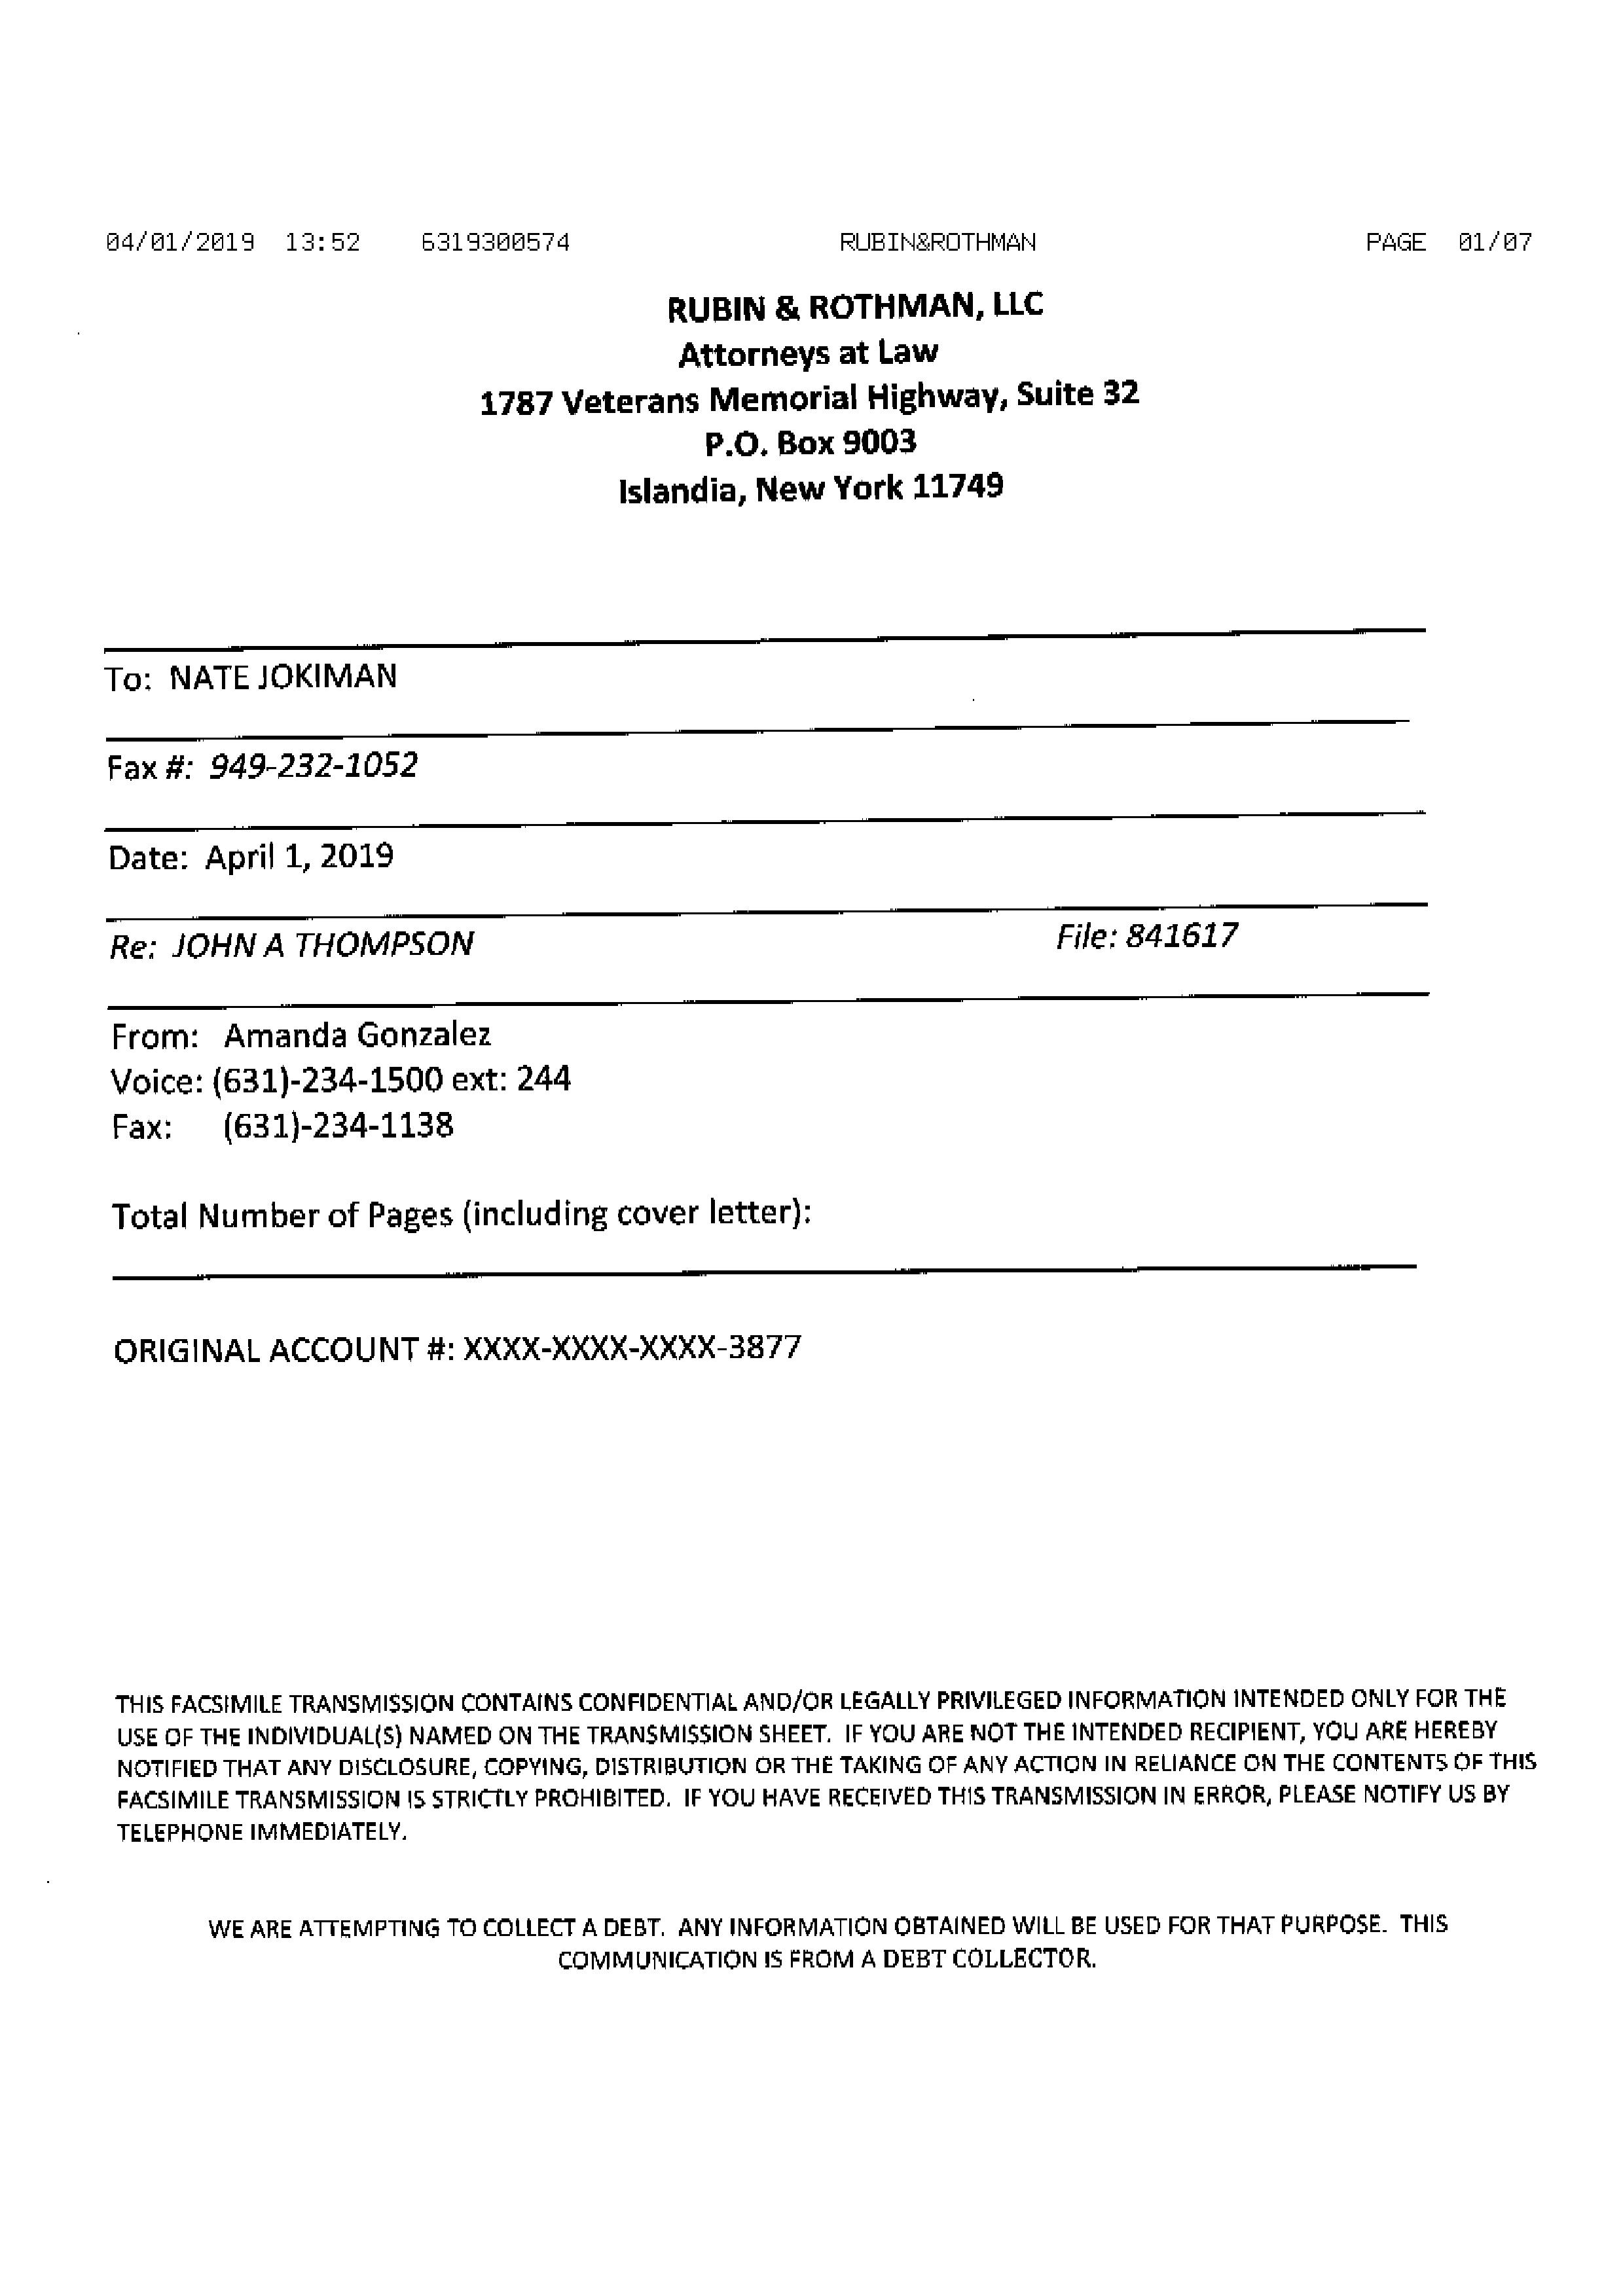 04/01/2019 13:52 6319300574 RUBIN&ROTHMAN PAGE 01/07
RUBIN & ROTHMAN, LLC
Attorneys at Law
1787 Veterans Memorial Highway, Suite 32
P.O. Box 9003
Islandia, New York 11749
To: NATE JOKIMAN
Fax #: 949-232-1052
Date: April 1, 2019
Re: JOHN A THOMPSON File: 841617
From: Amanda Gonzalez
Voice: (631)-234-1500 ext: 244
Fax: (631)-234-1138
Total Number of Pages (including cover letter):
ORIGINAL ACCOUNT #: XXXX-XXXX-XXXX-3877
THIS FACSIMILE TRANSMISSION CONTAINS CONFIDENTIAL AND/OR LEGALLY PRIVILEGED INFORMATION INTENDED ONLY FOR THE
USE OF THE INDIVIDUAL(S) NAMED ON THE TRANSMISSION SHEET. IF YOU ARE NOT THE INTENDED RECIPIENT, YOU ARE HEREBY
NOTIFIED THAT ANY DISCLOSURE, COPYING, DISTRIBUTION OR THE TAKING OF ANY ACTION IN RELIANCE ON THE CONTENTS OF THIS
FACSIMILE TRANSMISSION IS STRICTLY PROHIBITED. IF YOU HAVE RECEIVED THIS TRANSMISSION IN ERROR, PLEASE NOTIFY US BY
TELEPHONE IMMEDIATELY.
WE ARE ATTEMPTING TO COLLECT A DEBT. ANY INFORMATION OBTAINED WILL BE USED FOR THAT PURPOSE. THIS
COMMUNICATION IS FROM A DEBT COLLECTOR.